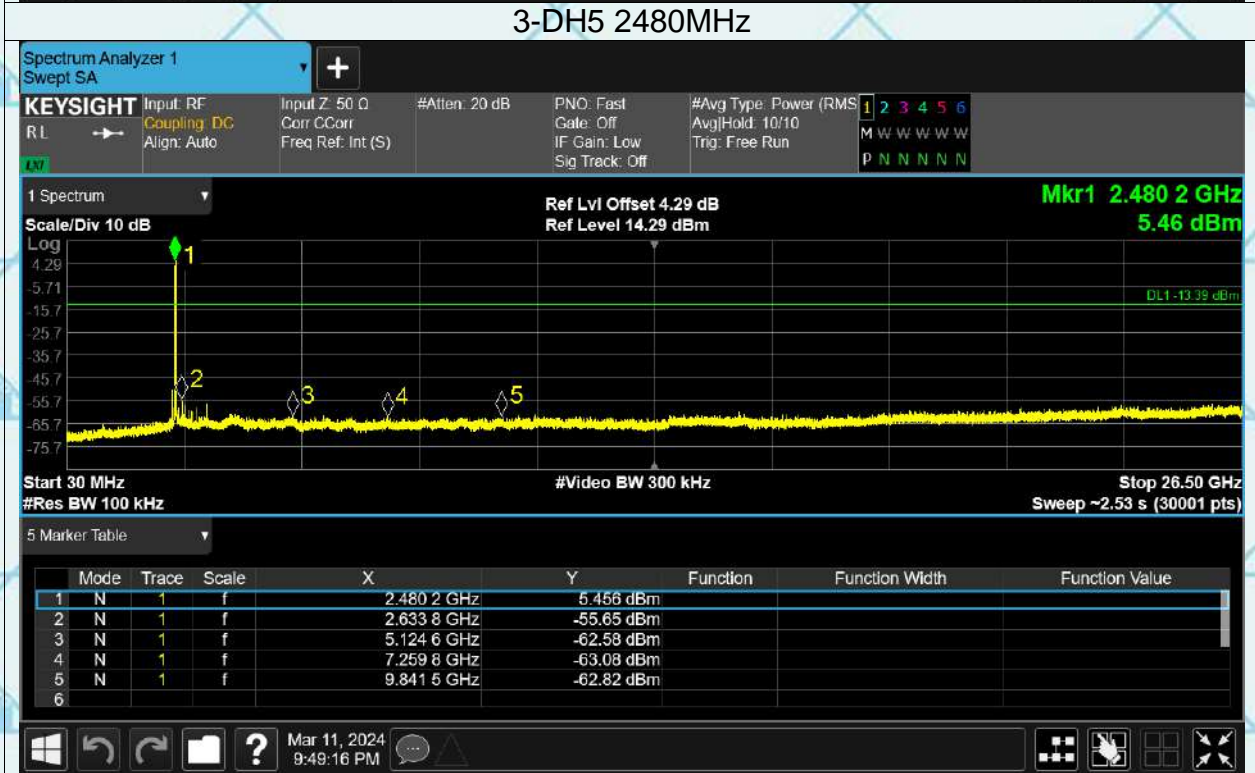 3-DH5 2480MHz
Spectrum Analyzer 1
Swept SA
+
KEYSIGHT Input: RF Input Z: 50 Ω #Atten: 20 dB PNO: Fast #Avg Type: Power (RMS 1 2 3 4 5 6
RL Coupling: DC Corr CCorr Gate: Off Avg|Hold: 10/10 M W W W W W
Align: Auto Freq Ref: Int (S) IF Gain: Low Trig: Free Run
LXI Sig Track: Off P N N N N N
1 Spectrum Ref Lvl Offset 4.29 dB Mkr1 2.480 2 GHz
Scale/Div 10 dB Ref Level 14.29 dBm 5.46 dBm
Log
1
4.29
-5.71
DL1 -13.39 dBm
-15.7
-25.7
-35.7
-45.7
2 3 4 5
-55.7
-65.7
-75.7
Start 30 MHz #Video BW 300 kHz Stop 26.50 GHz
#Res BW 100 kHz Sweep ~2.53 s (30001 pts)
5 Marker Table
Mode Trace Scale X Y Function Function Width Function Value
1 N 1 f 2.480 2 GHz 5.456 dBm
2 N 1 f 2.633 8 GHz -55.65 dBm
3 N 1 f 5.124 6 GHz -62.58 dBm
4 N 1 f 7.259 8 GHz -63.08 dBm
5 N 1 f 9.841 5 GHz -62.82 dBm
6
? Mar 11, 2024
9:49:16 PM